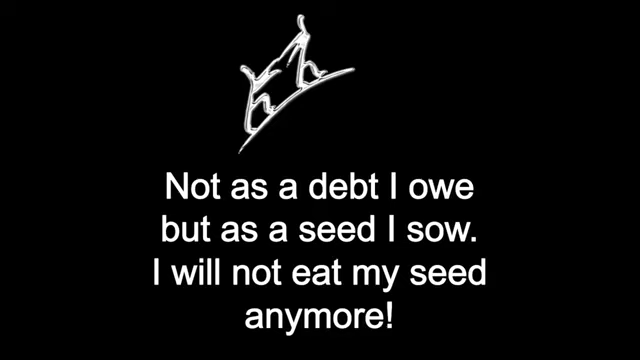 Not as a debt I owe
but as a seed I sow.
I will not eat my seed
anymore!